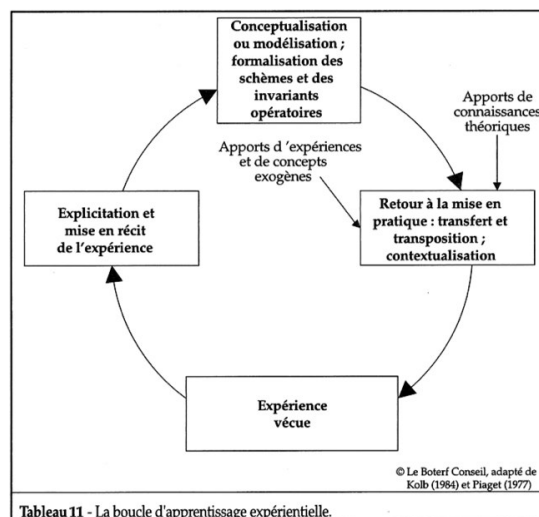 Conceptualisation
ou modélisation ;
formalisation des
schèmes et des
invariants
opératoires
Apports de
connaissances
théoriques
Apports d ’expériences
et de concepts
exogènes
Explicitation et
mise en récit
de l’expérience
Retour à la mise en
pratique : transfert et
transposition ;
contextualisation
Expérience
vécue
© Le Boterf Conseil, adapté de
Kolb (1984) et Piaget (1977)
Tableau 11 - La boucle d'apprentissage expérientielle.